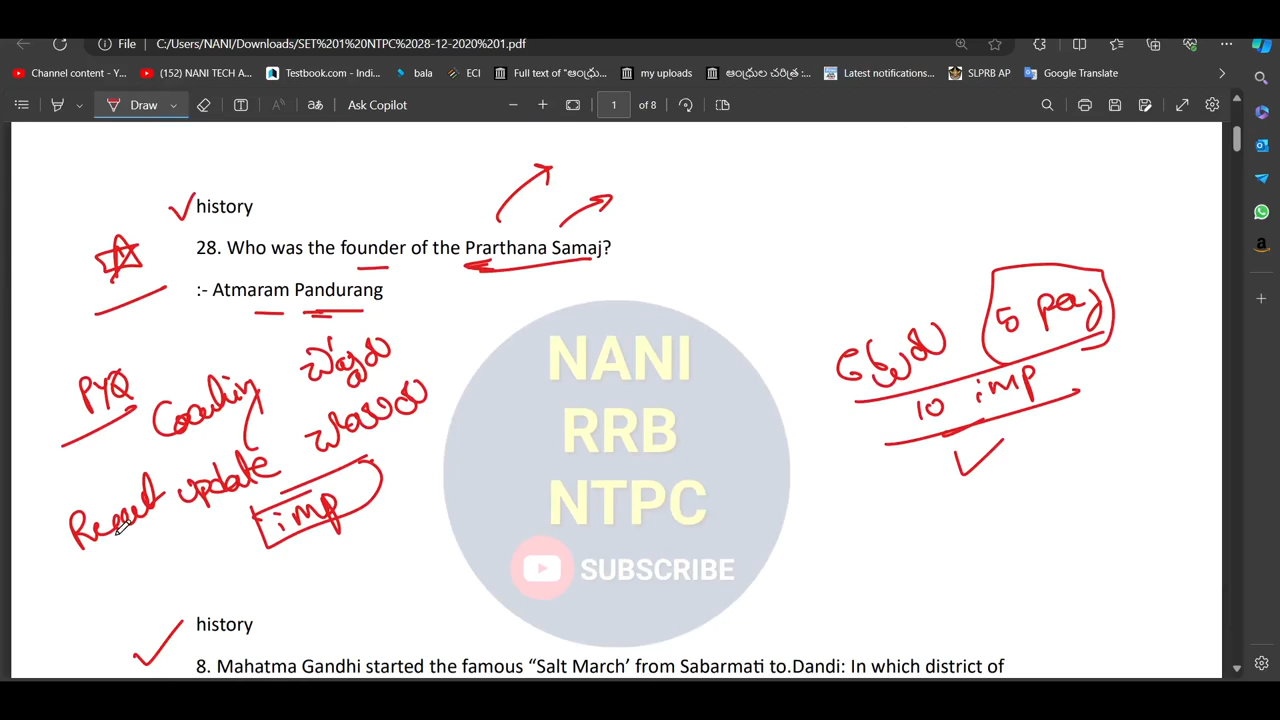 File C:/Users/NANI/Downloads/SET%201%20NTPC%2028-12-2020%201.pdf
Channel content - Y... (152) NANI TECH A... Testbook.com - Indi... bala ECI Full text of "ఆంధ్రు... my uploads ఆంధ్రుల చరిత్ర :... Latest notifications... SLPRB AP Google Translate
Draw aあ Ask Copilot 1 of 8
history
28. Who was the founder of the Prarthana Samaj?
:- Atmaram Pandurang
5 pay
10 imp
PYQ Coaching
Recent update
imp
NANI
RRB
NTPC
SUBSCRIBE
history
8. Mahatma Gandhi started the famous “Salt March’ from Sabarmati to.Dandi: In which district of